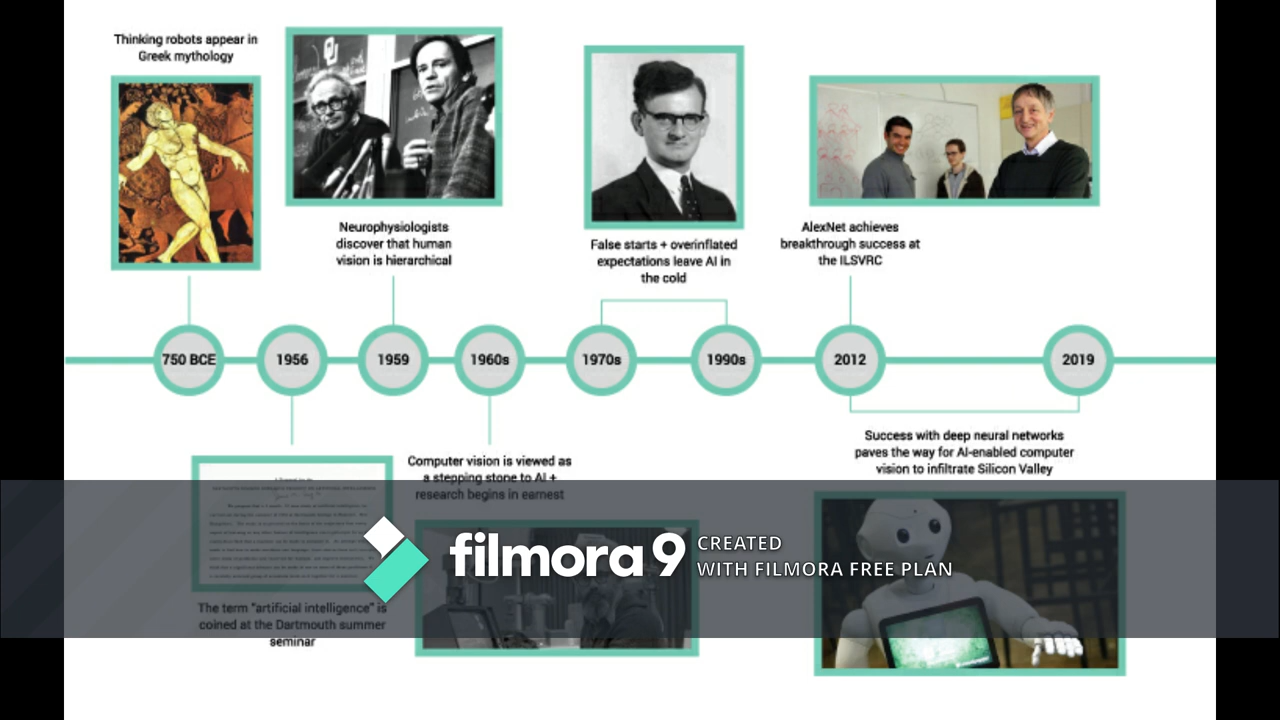 Thinking robots appear in
Greek mythology
Neurophysiologists
discover that human
vision is hierarchical
False starts + overinflated
expectations leave AI in
the cold
AlexNet achieves
breakthrough success at
the ILSVRC
750 BCE
1956
1959
1960s
1970s
1990s
2012
2019
Computer vision is viewed as
a stepping stone to AI +
research begins in earnest
Success with deep neural networks
paves the way for AI-enabled computer
vision to infiltrate Silicon Valley
filmora 9
CREATED
WITH FILMORA FREE PLAN
The term "artificial intelligence" is
coined at the Dartmouth summer
seminar